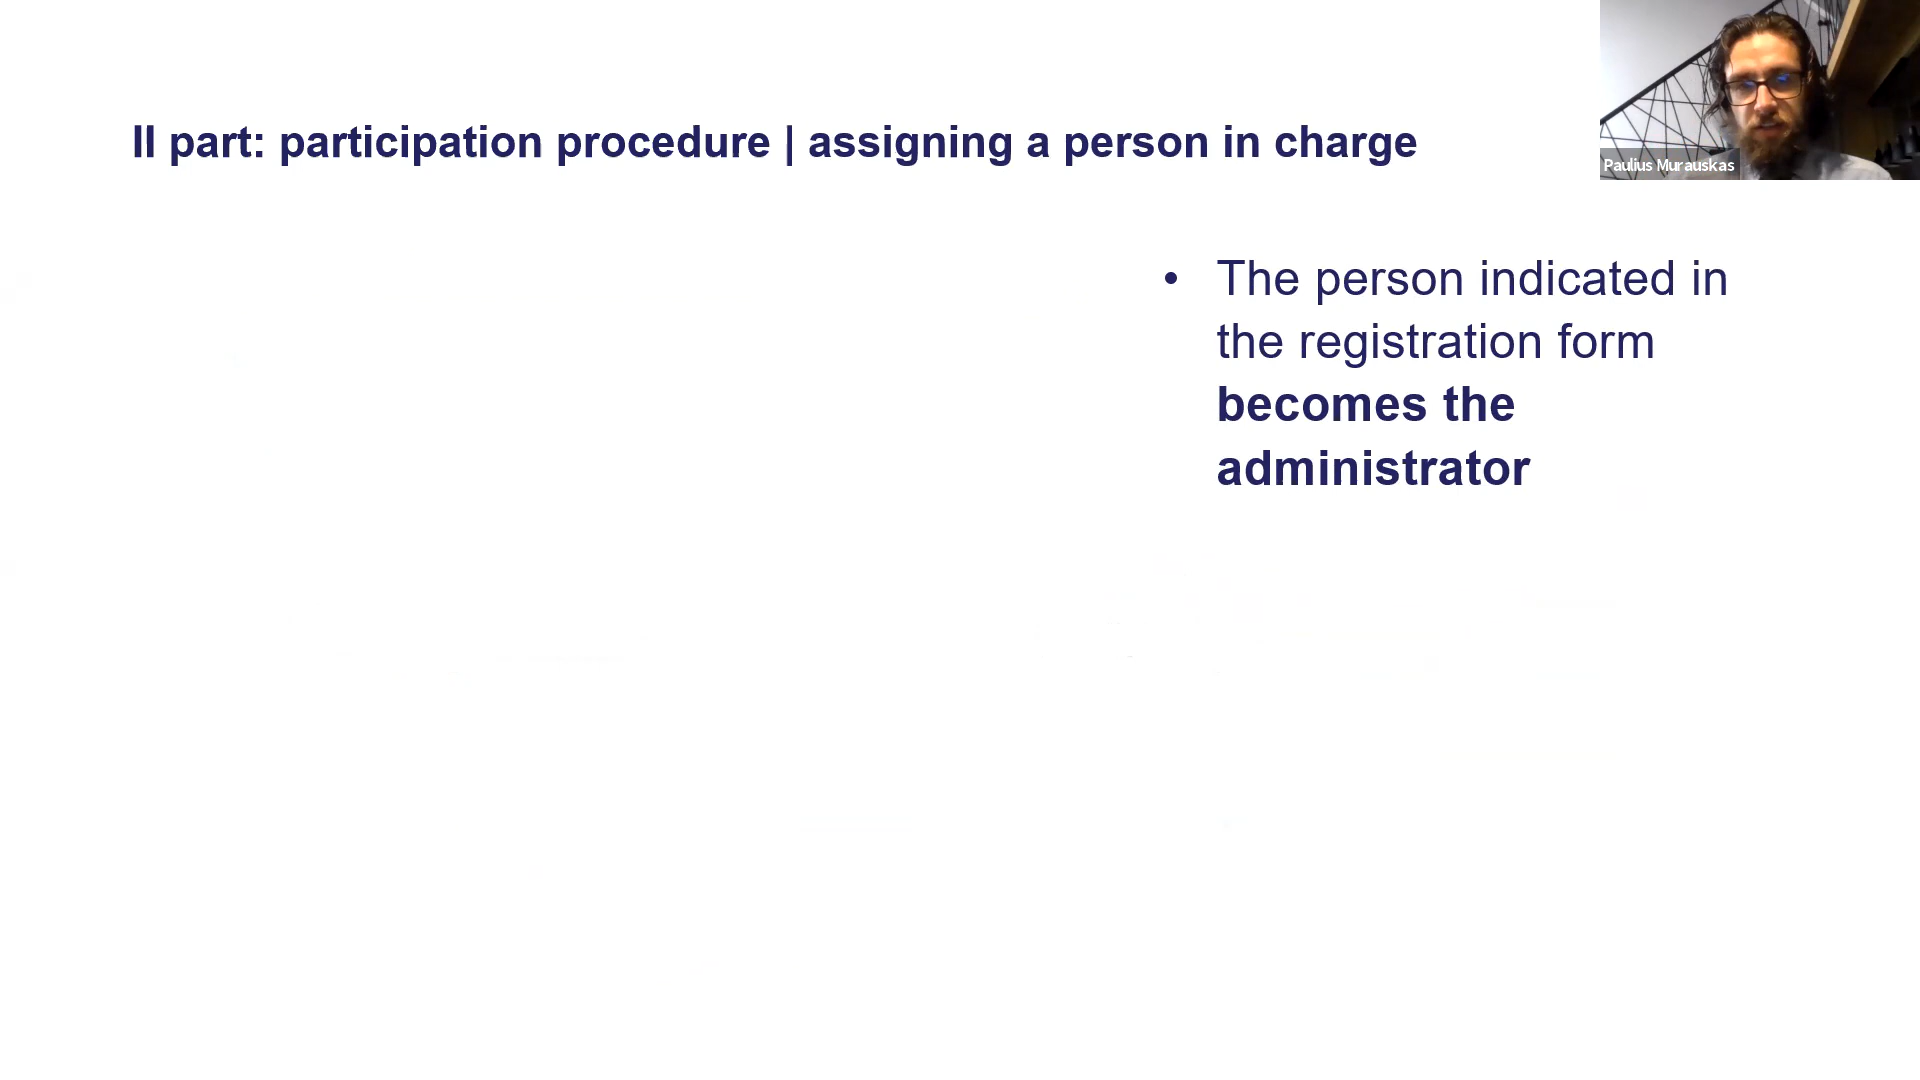 II part: participation procedure | assigning a person in charge
Paulius Murauskas
• The person indicated in
the registration form
becomes the
administrator